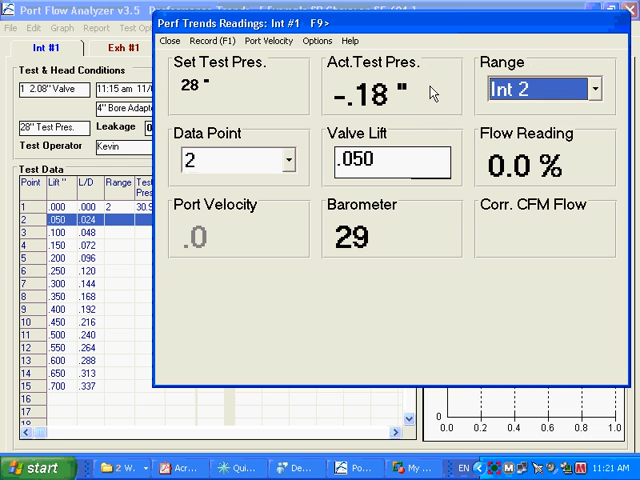 Port Flow Analyzer v3.5
Perf Trends Readings: Int #1 F9>
File Edit Graph Report Test
Close Record (F1) Port Velocity Options Help
Int #1 Exh #1
Test & Head Conditions
1 2.08" Valve 11:15 am
4" Bore
28" Test Pres. Leakage
Test Operator Kevin
Set Test Pres. Act.Test Pres. Range
28 " -.18 " Int 2
Data Point Valve Lift Flow Reading
2 .050 0.0 %
Port Velocity Barometer Corr. CFM Flow
.0 29
Test Data
Point Lift " L/D Range
1 .000 .000 2
2 .050 .024
3 .100 .048
4 .150 .072
5 .200 .096
6 .250 .120
7 .300 .144
8 .350 .168
9 .400 .192
10 .450 .216
11 .500 .240
12 .550 .264
13 .600 .288
14 .650 .313
15 .700 .337
16
17
18
0
0.0 0.2 0.4 0.6 0.8 1.0
start 2 W. Acr... Qui... De... Po... My ... EN 11:21 AM